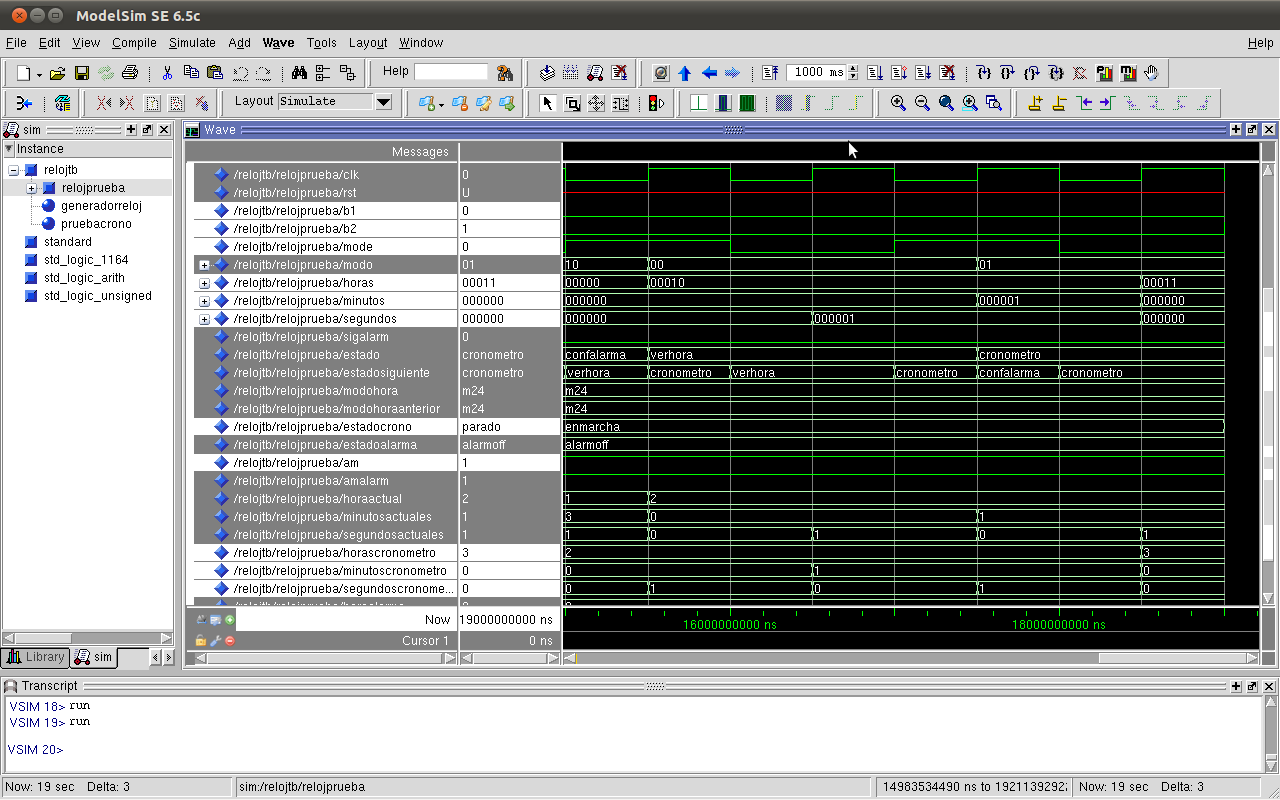 ModelSim SE 6.5c
File Edit View Compile Simulate Add Wave Tools Layout Window Help
Help 1000 ms
Layout Simulate
sim
Wave
Instance
relojtb
relojprueba
generadorreloj
pruebacrono
standard
std_logic_1164
std_logic_arith
std_logic_unsigned
Messages
/relojtb/relojprueba/clk 0
/relojtb/relojprueba/rst U
/relojtb/relojprueba/b1 0
/relojtb/relojprueba/b2 1
/relojtb/relojprueba/mode 0
/relojtb/relojprueba/modo 01 10 00 01
/relojtb/relojprueba/horas 00011 00000 00010 00011
/relojtb/relojprueba/minutos 000000 000000 000001 000000
/relojtb/relojprueba/segundos 000000 000000 000001 000000
/relojtb/relojprueba/sigalarm 0
/relojtb/relojprueba/estado cronometro confalarma verhora cronometro
/relojtb/relojprueba/estadosiguiente cronometro verhora cronometro verhora cronometro confalarma cronometro
/relojtb/relojprueba/modohora m24 m24
/relojtb/relojprueba/modohoraanterior m24 m24
/relojtb/relojprueba/estadocrono parado enmarcha
/relojtb/relojprueba/estadoalarma alarmoff alarmoff
/relojtb/relojprueba/am 1
/relojtb/relojprueba/amalarm 1
/relojtb/relojprueba/horaactual 2 1 2
/relojtb/relojprueba/minutosactuales 1 3 0 1
/relojtb/relojprueba/segundosactuales 1 1 0 1 0 1
/relojtb/relojprueba/horascronometro 3 2 3
/relojtb/relojprueba/minutoscronometro 0 0 1 0
/relojtb/relojprueba/segundoscronome... 0 0 1 0 1 0
Now 19000000000 ns 16000000000 ns 18000000000 ns
Cursor 1 0 ns
Library sim
Transcript
VSIM 18> run
VSIM 19> run
VSIM 20>
Now: 19 sec Delta: 3 sim:/relojtb/relojprueba 14983534490 ns to 1921139292 Now: 19 sec Delta: 3